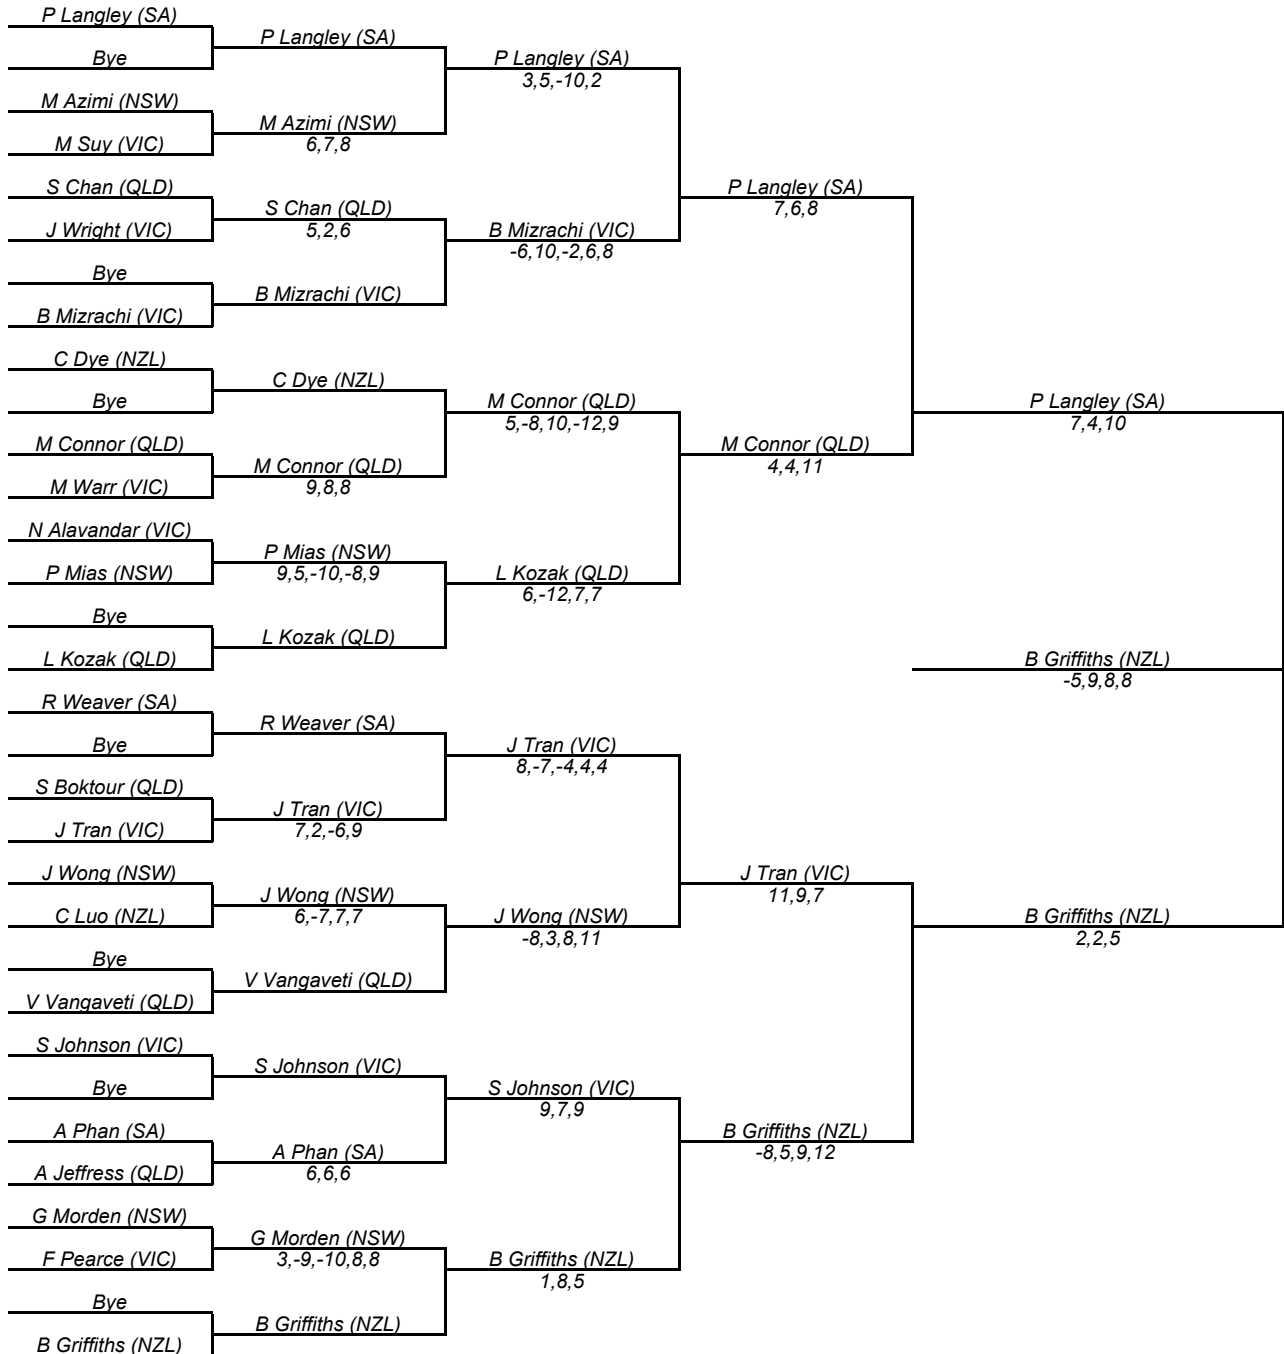 P Langley (SA)
Bye
M Azimi (NSW)
M Suy (VIC)
S Chan (QLD)
J Wright (VIC)
Bye
B Mizrachi (VIC)
C Dye (NZL)
Bye
M Connor (QLD)
M Warr (VIC)
N Alavandar (VIC)
P Mias (NSW)
Bye
L Kozak (QLD)
R Weaver (SA)
Bye
S Boktour (QLD)
J Tran (VIC)
J Wong (NSW)
C Luo (NZL)
Bye
V Vangaveti (QLD)
S Johnson (VIC)
Bye
A Phan (SA)
A Jeffress (QLD)
G Morden (NSW)
F Pearce (VIC)
Bye
B Griffiths (NZL)
P Langley (SA)
M Azimi (NSW)
6,7,8
S Chan (QLD)
5,2,6
B Mizrachi (VIC)
C Dye (NZL)
M Connor (QLD)
9,8,8
P Mias (NSW)
9,5,-10,-8,9
L Kozak (QLD)
R Weaver (SA)
J Tran (VIC)
7,2,-6,9
J Wong (NSW)
6,-7,7,7
V Vangaveti (QLD)
S Johnson (VIC)
A Phan (SA)
6,6,6
G Morden (NSW)
3,-9,-10,8,8
B Griffiths (NZL)
P Langley (SA)
3,5,-10,2
B Mizrachi (VIC)
-6,10,-2,6,8
M Connor (QLD)
5,-8,10,-12,9
L Kozak (QLD)
6,-12,7,7
J Tran (VIC)
8,-7,-4,4,4
J Wong (NSW)
-8,3,8,11
S Johnson (VIC)
9,7,9
B Griffiths (NZL)
1,8,5
P Langley (SA)
7,6,8
M Connor (QLD)
4,4,11
J Tran (VIC)
11,9,7
B Griffiths (NZL)
-8,5,9,12
P Langley (SA)
7,4,10
B Griffiths (NZL)
-5,9,8,8
B Griffiths (NZL)
2,2,5